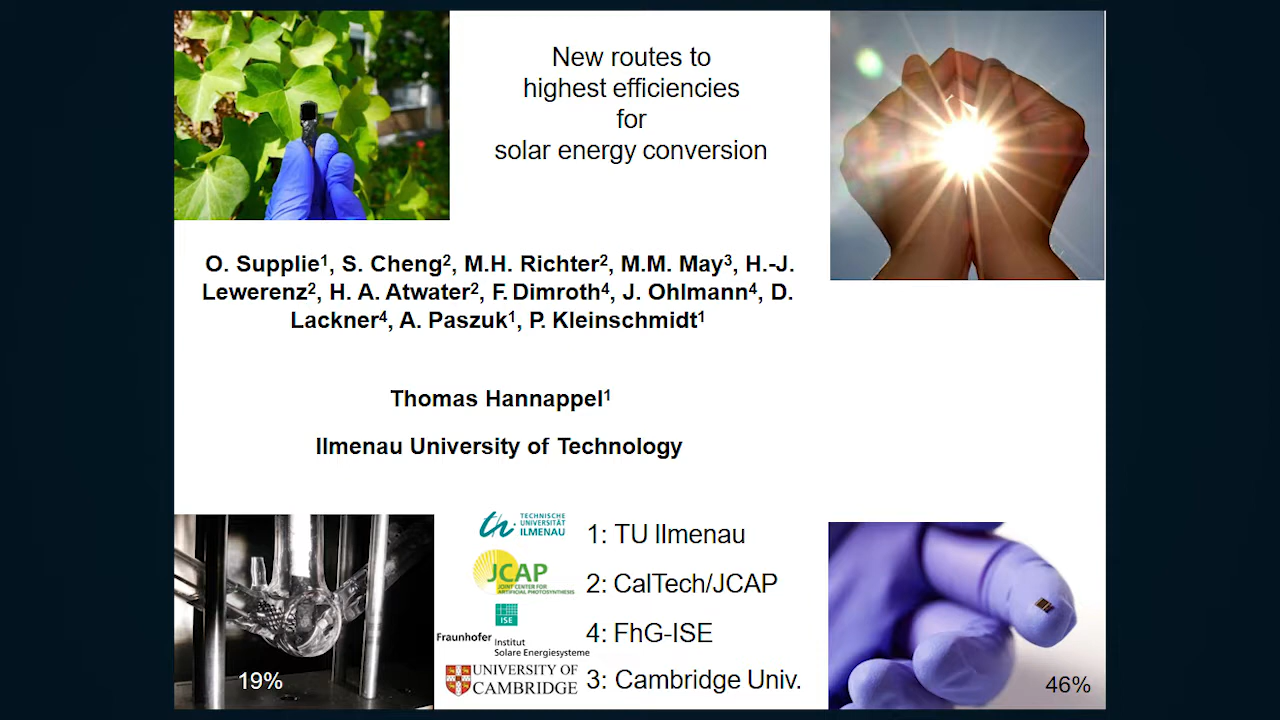 New routes to
highest efficiencies
for
solar energy conversion
O. Supplie¹, S. Cheng², M.H. Richter², M.M. May³, H.-J.
Lewerenz², H. A. Atwater², F. Dimroth⁴, J. Ohlmann⁴, D.
Lackner⁴, A. Paszuk¹, P. Kleinschmidt¹
Thomas Hannappel¹
Ilmenau University of Technology
TECHNISCHE
UNIVERSITÄT
ILMENAU
1: TU Ilmenau
JCAP
JOINT CENTER FOR
ARTIFICIAL PHOTOSYNTHESIS
2: CalTech/JCAP
ISE
Fraunhofer Institut
Solare Energiesysteme
4: FhG-ISE
UNIVERSITY OF
CAMBRIDGE
3: Cambridge Univ.
19%
46%